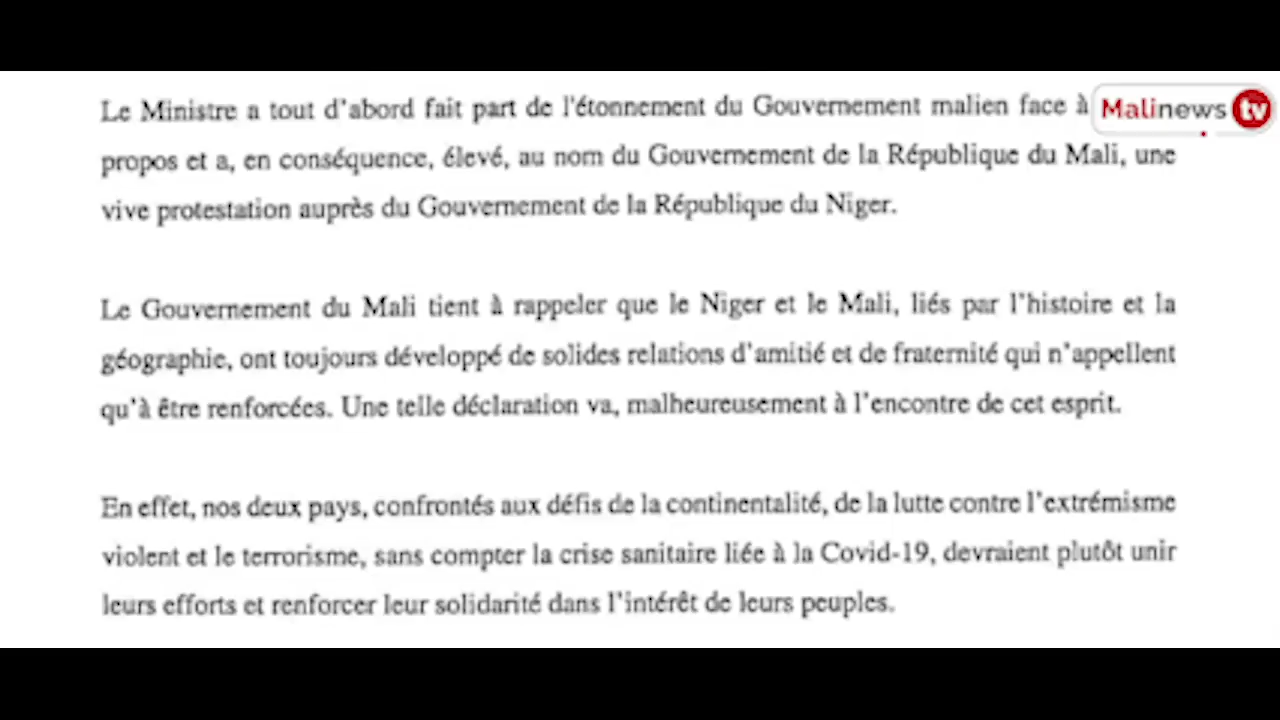 Le Ministre a tout d'abord fait part de l'étonnement du Gouvernement malien face à
Malinews tv
propos et a, en conséquence, élevé, au nom du Gouvernement de la République du Mali, une
vive protestation auprès du Gouvernement de la République du Niger.
Le Gouvernement du Mali tient à rappeler que le Niger et le Mali, liés par l'histoire et la
géographie, ont toujours développé de solides relations d'amitié et de fraternité qui n'appellent
qu'à être renforcées. Une telle déclaration va, malheureusement à l'encontre de cet esprit.
En effet, nos deux pays, confrontés aux défis de la continentalité, de la lutte contre l'extrémisme
violent et le terrorisme, sans compter la crise sanitaire liée à la Covid-19, devraient plutôt unir
leurs efforts et renforcer leur solidarité dans l'intérêt de leurs peuples.